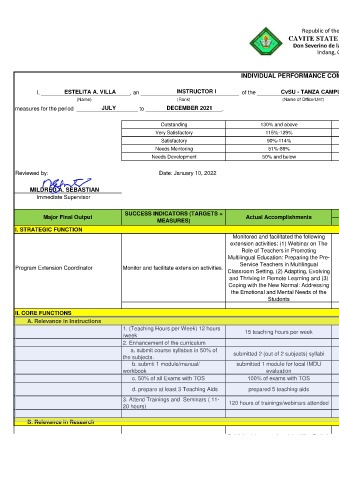 Republic of the
CAVITE STATE
Don Severino de l
Indang, C
INDIVIDUAL PERFORMANCE COM
I, ESTELITA A. VILLA, an INSTRUCTOR I of the CvSU - TANZA CAMP
(Name) (Rank) (Name of Office/Unit)
measures for the period JULY to DECEMBER 2021.
Outstanding 130% and above
Very Satisfactory 115%-129%
Satisfactory 90%-114%
Needs Mentoring 51%-89%
Needs Development 50% and below
Reviewed by: Date: January 10, 2022
MILDRED A. SEBASTIAN
Immediate Supervisor
Major Final Output SUCCESS INDICATORS (TARGETS + MEASURES) Actual Accomplishments
I. STRATEGIC FUNCTION
Program Extension Coordinator Monitor and facilitate extension activities.
Monitored and facilitated the following
extension activities: (1) Webinar on The
Role of Teachers in Promoting
Multilingual Education: Preparing the Pre-
Service Teachers in Multilingual
Classroom Setting, (2) Adapting, Evolving
and Thriving in Remote Learning and (3)
Coping with the New Normal: Addressing
the Emotional and Mental Needs of the
Students
II. CORE FUNCTIONS
A. Relevance in Instructions
1. (Teaching Hours per Week) 12 hours
/week 15 teaching hours per week
2. Enhancement of the curriculum
a. submit course syllabus in 50% of
the subjects submitted 2 (out of 2 subjects) syllabi
b. submit 1 module/manual/
workbook
submitted 1 module for local IMDU
evaluation
c. 50% of all Exams with TOS 100% of exams with TOS
d. prepare at least 3 Teaching Aids prepared 5 teaching aids
3. Attend Trainings and Seminars ( 11-
20 hours) 120 hours of trainings/webinars attended
B. Relevance in Research